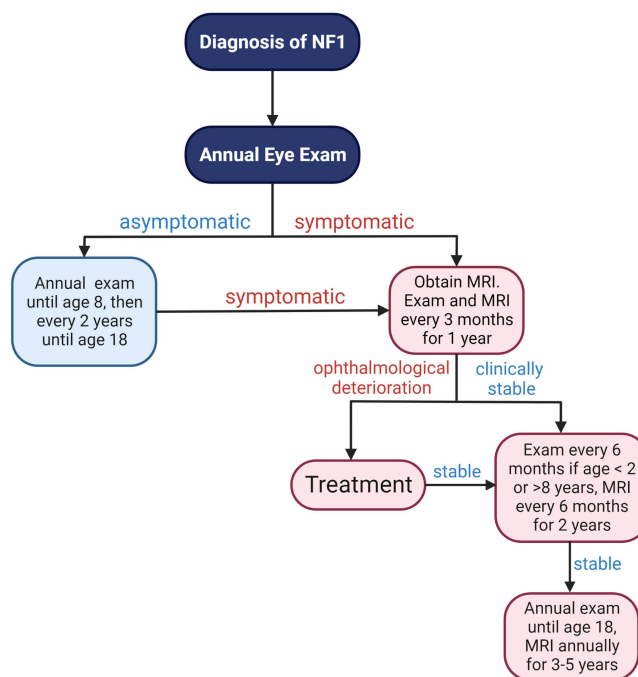 Diagnosis of NF1
Annual Eye Exam
asymptomatic
symptomatic
Annual exam
until age 8, then
every 2 years
until age 18
symptomatic
Obtain MRI.
Exam and MRI
every 3 months
for 1 year
ophthalmological
deterioration
clinically
stable
Treatment
stable
Exam every 6
months if age < 2
or >8 years, MRI
every 6 months
for 2 years
stable
Annual exam
until age 18,
MRI annually
for 3-5 years